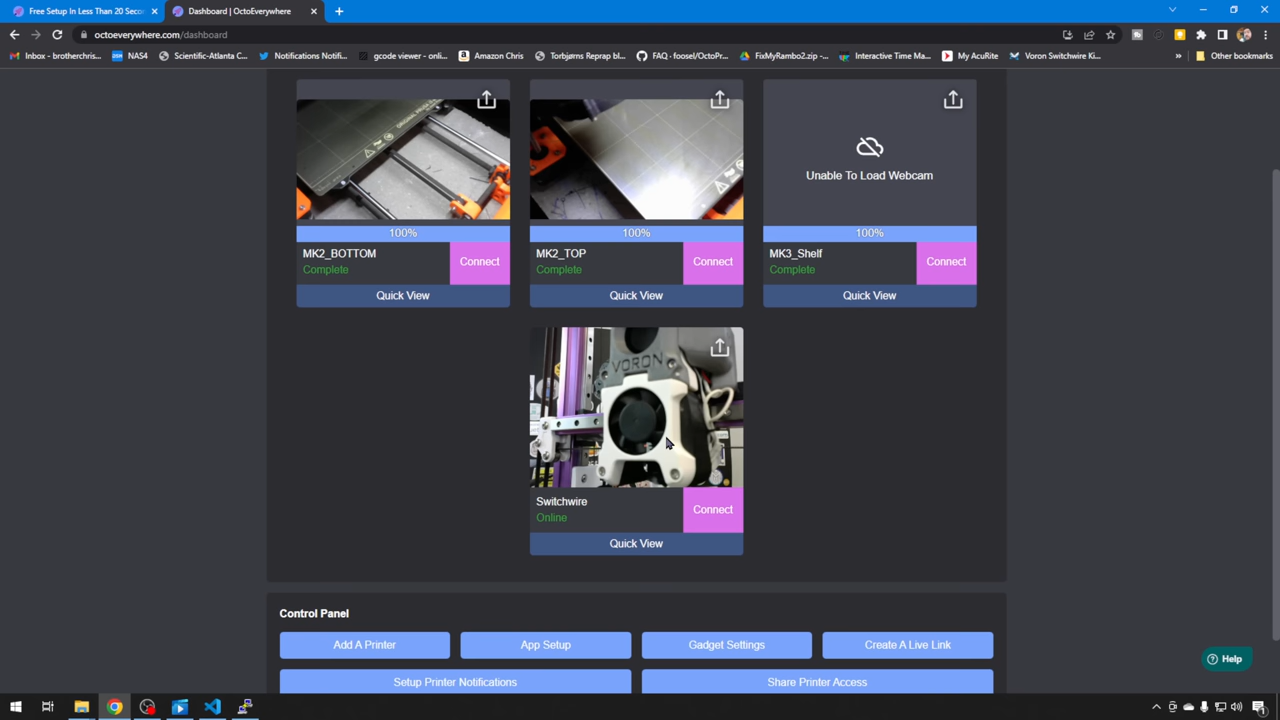 Free Setup In Less Than 20 Seco
Dashboard | OctoEverywhere
octoeverywhere.com/dashboard
Inbox - brotherchris...
NAS4
Scientific-Atlanta C...
Notifications Notifi...
gcode viewer - onli...
Amazon Chris
Torbjørns Reprap bl...
FAQ · foosel/OctoPr...
FixMyRambo2.zip -...
Interactive Time Ma...
My AcuRite
Voron Switchwire Ki...
»
Other bookmarks
Unable To Load Webcam
100%
100%
100%
MK2_BOTTOM
Complete
Connect
MK2_TOP
Complete
Connect
MK3_Shelf
Complete
Connect
Quick View
Quick View
Quick View
VORON
Switchwire
Online
Connect
Quick View
Control Panel
Add A Printer
App Setup
Gadget Settings
Create A Live Link
Setup Printer Notifications
Share Printer Access
Help